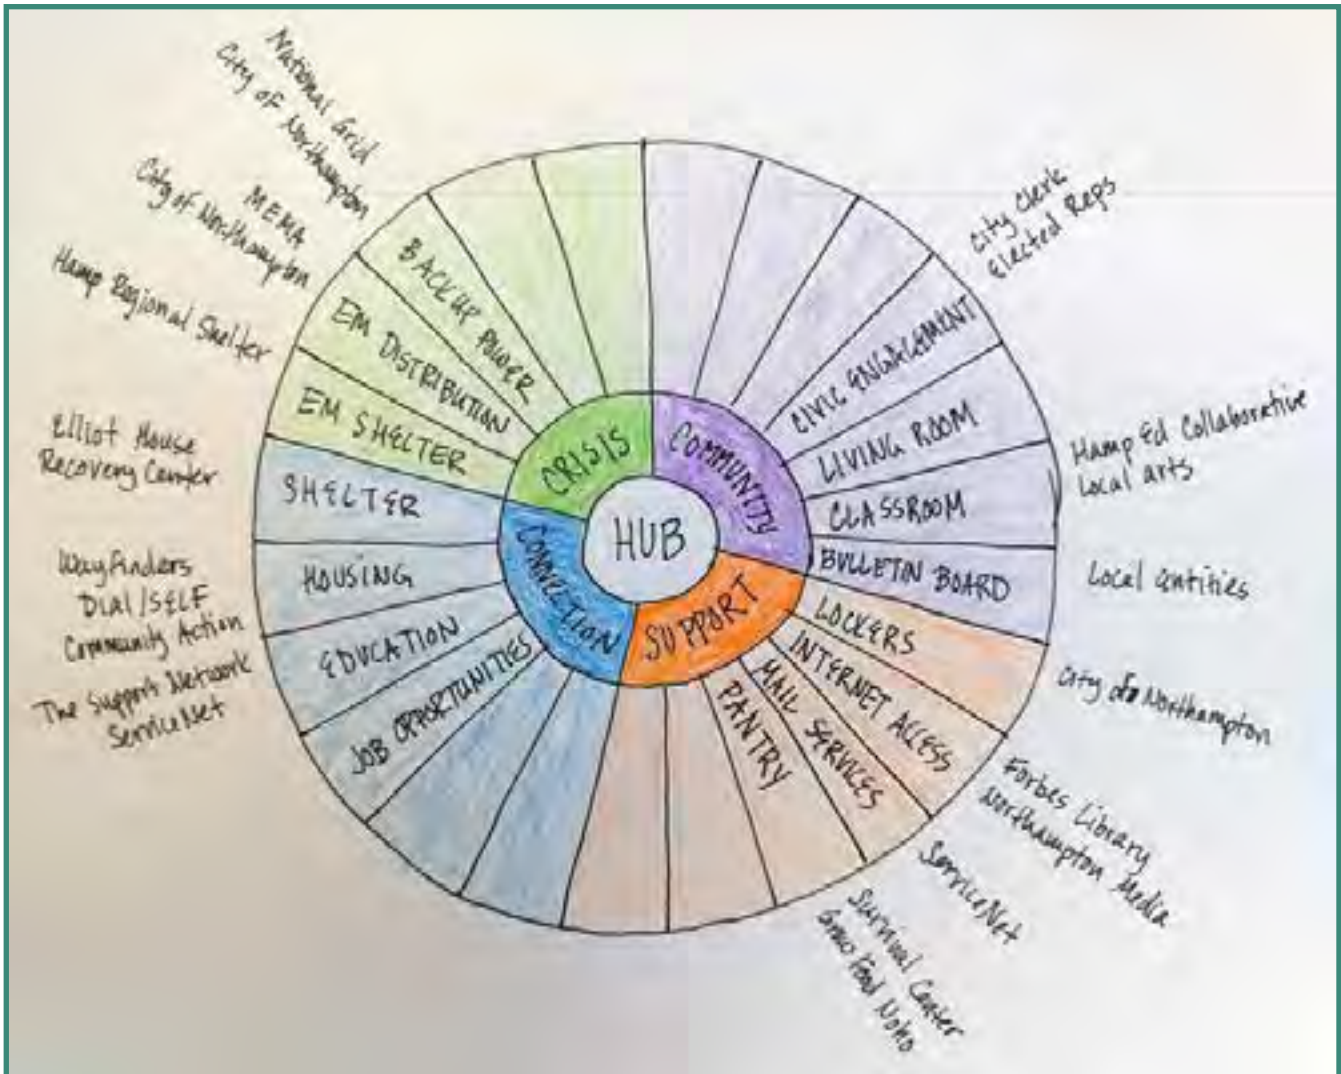 National Grid
City of Northampton
MEMA
City of Northampton
Hamp Regional Shelter
Elliot House
Recovery Center
Wayfinders
Dial/SELF
Community Action
The Support Network
ServiceNet
BACKUP POWER
EM DISTRIBUTION
EM SHELTER
SHELTER
HOUSING
EDUCATION
JOB OPPORTUNITIES
CRISIS
COMMUNITY
HUB
CONNECTION
SUPPORT
CIVIC ENGAGEMENT
LIVING ROOM
CLASSROOM
BULLETIN BOARD
LOCKERS
INTERNET ACCESS
MAIL SERVICES
PANTRY
City Clerk
Elected Reps
Hamp Ed Collaborative
Local arts
Local entities
City of Northampton
Forbes Library
Northampton Media
ServiceNet
Survival Center
Grow Food Noho